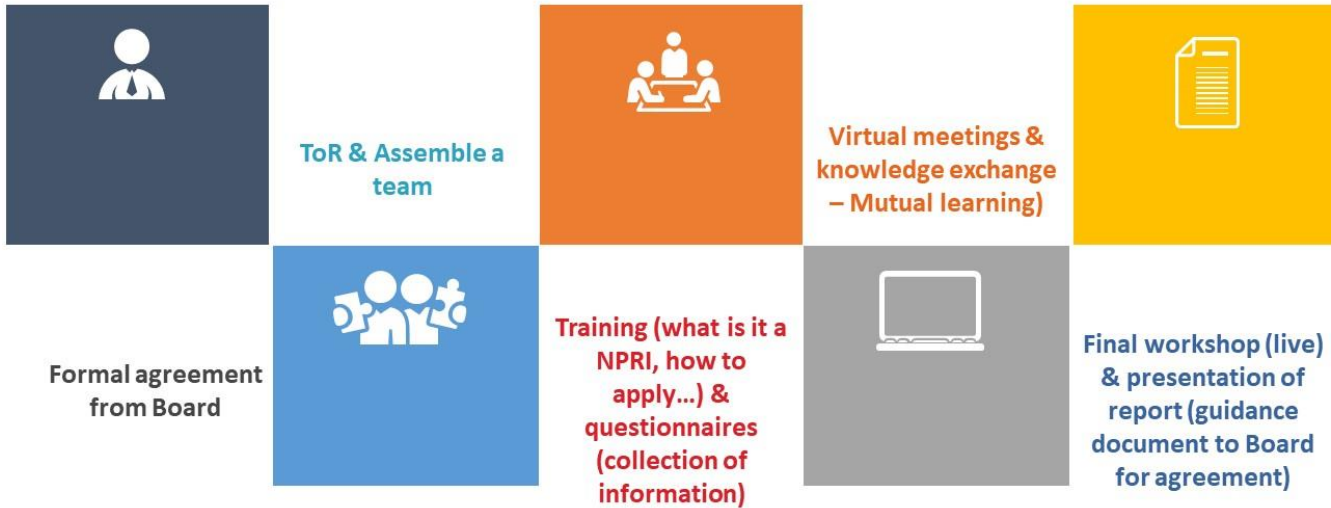 Formal agreement
from Board
ToR & Assemble a
team
Training (what is it a
NPRI, how to
apply...) &
questionnaires
(collection of
information)
Virtual meetings &
knowledge exchange
– Mutual learning)
Final workshop (live)
& presentation of
report (guidance
document to Board
for agreement)